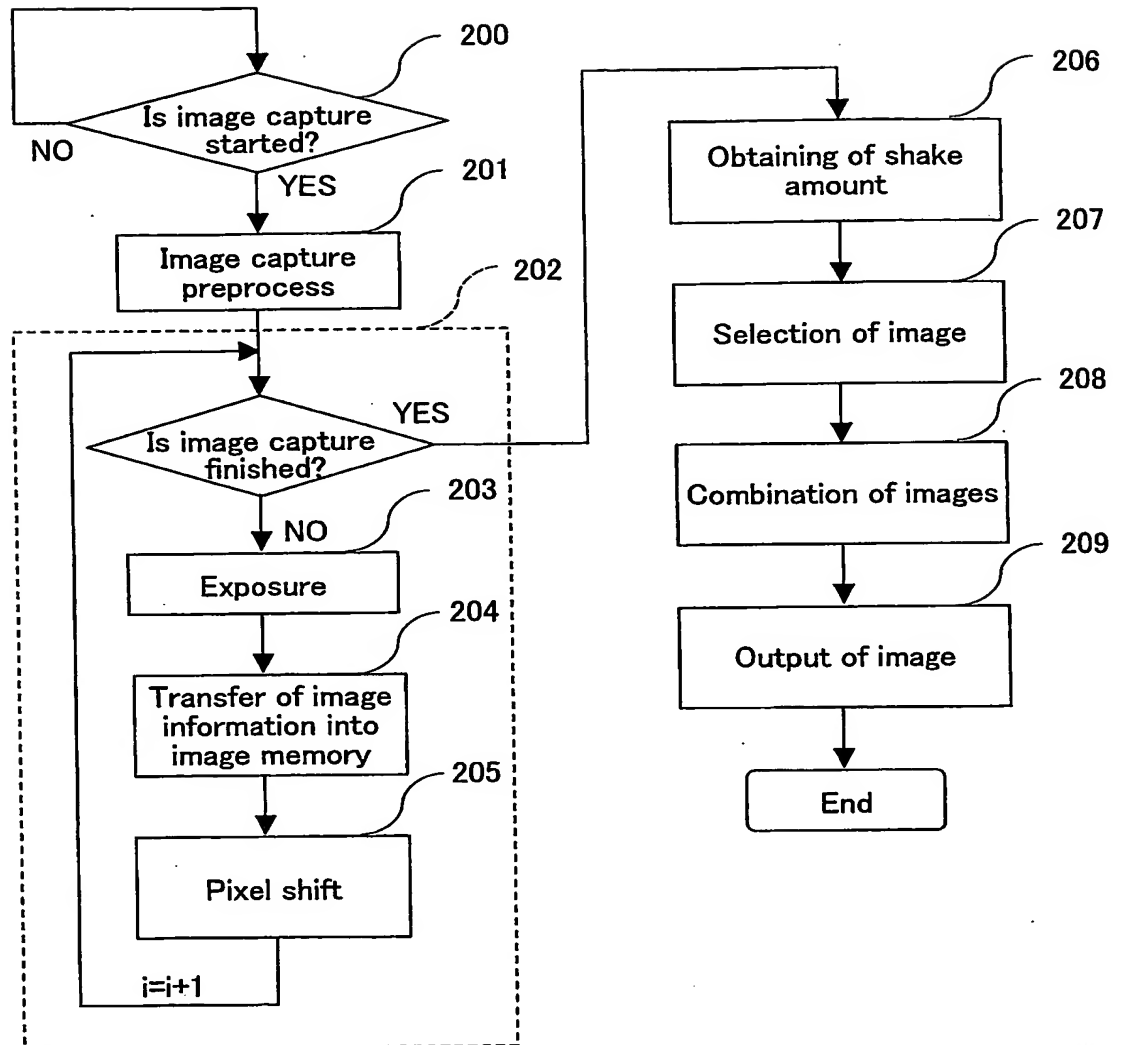 200
Is image capture
started?
NO
YES
201
Image capture
preprocess
202
YES
Is image capture
finished?
203
NO
Exposure
204
Transfer of image
information into
image memory
205
Pixel shift
i=i+1
206
Obtaining of shake
amount
207
Selection of image
208
Combination of images
209
Output of image
End